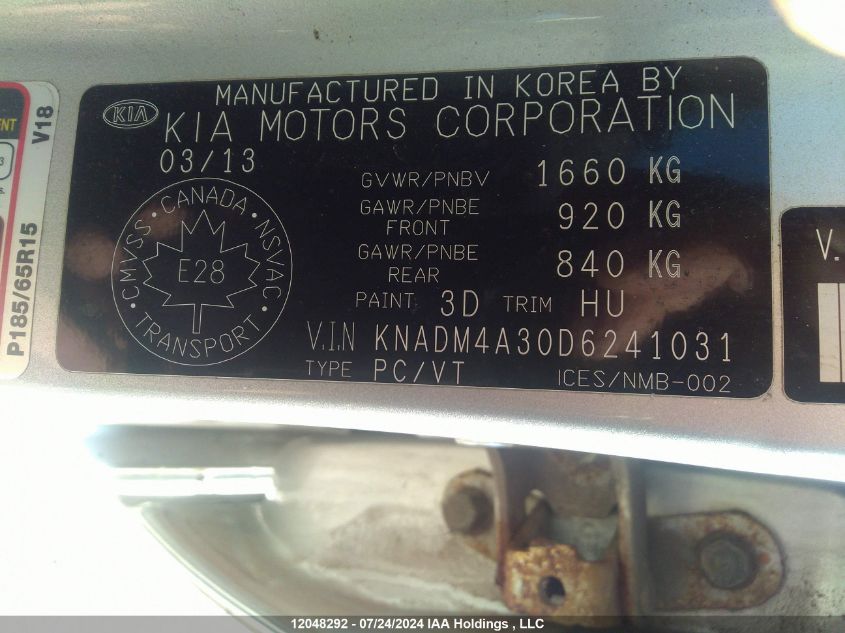 MANUFACTURED IN KOREA BY
KIA
KIA MOTORS CORPORATION
03/13
GVWR/PNBV 1660 KG
GAWR/PNBE FRONT 920 KG
GAWR/PNBE REAR 840 KG
PAINT 3D TRIM HU
CANADA
CMVSS NSVAC
E28
TRANSPORT
V.I.N KNADM4A30D6241031
TYPE PC/VT ICES/NMB-002
P185/65R15 V18
V.
12048292 - 07/24/2024 IAA Holdings , LLC